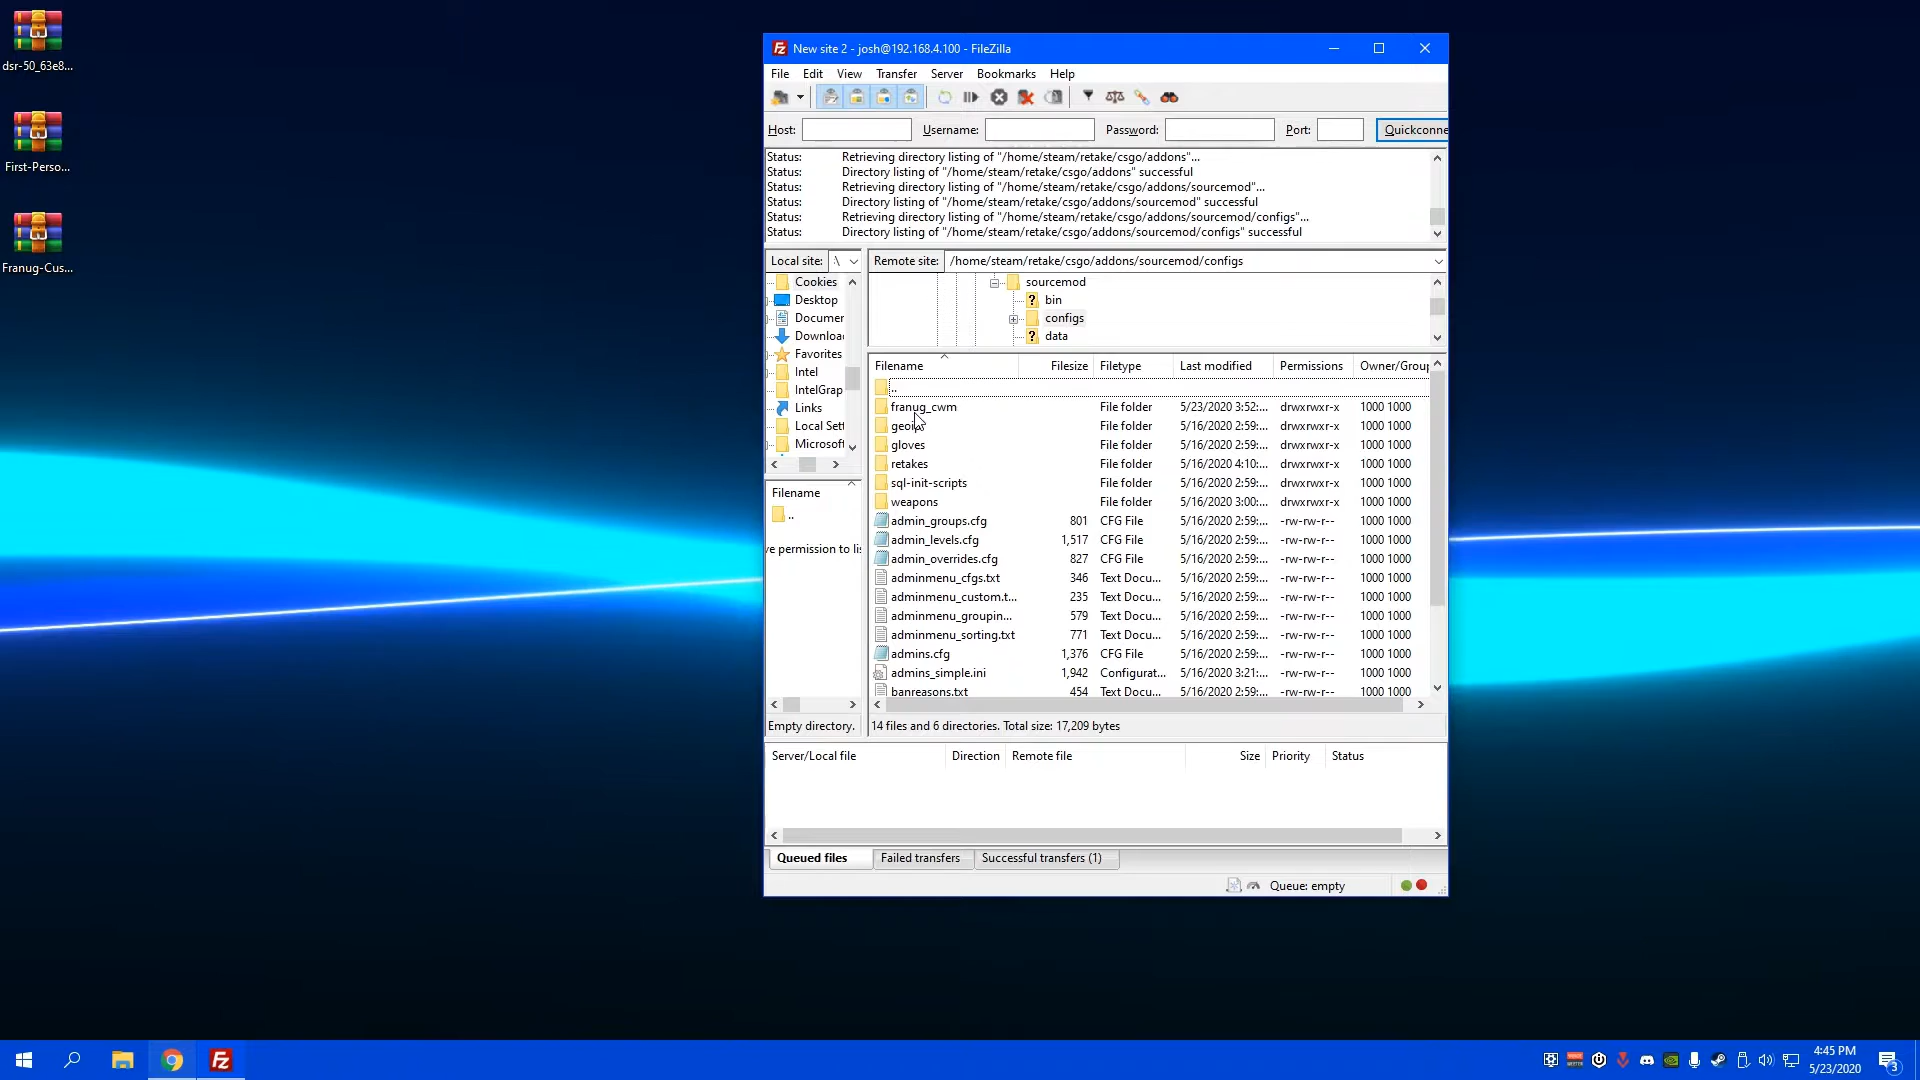 dsr-50_63e8...
First-Perso...
Franug-Cus...
New site 2 - josh@192.168.4.100 - FileZilla
File Edit View Transfer Server Bookmarks Help
Host: Username: Password: Port: Quickconne
Status: Retrieving directory listing of "/home/steam/retake/csgo/addons"...
Status: Directory listing of "/home/steam/retake/csgo/addons" successful
Status: Retrieving directory listing of "/home/steam/retake/csgo/addons/sourcemod"...
Status: Directory listing of "/home/steam/retake/csgo/addons/sourcemod" successful
Status: Retrieving directory listing of "/home/steam/retake/csgo/addons/sourcemod/configs"...
Status: Directory listing of "/home/steam/retake/csgo/addons/sourcemod/configs" successful
Local site: \
Cookies
Desktop
Documer
Downloa
Favorites
Intel
IntelGrap
Links
Local Sett
Microsoft
Filename
..
ve permission to lis
Empty directory.
Remote site: /home/steam/retake/csgo/addons/sourcemod/configs
sourcemod
bin
configs
data
Filename Filesize Filetype Last modified Permissions Owner/Group
..
franug_cwm File folder 5/23/2020 3:52:... drwxrwxr-x 1000 1000
File folder 5/16/2020 2:59:... drwxrwxr-x 1000 1000
gloves File folder 5/16/2020 2:59:... drwxrwxr-x 1000 1000
retakes File folder 5/16/2020 4:10:... drwxrwxr-x 1000 1000
sql-init-scripts File folder 5/16/2020 2:59:... drwxrwxr-x 1000 1000
weapons File folder 5/16/2020 3:00:... drwxrwxr-x 1000 1000
admin_groups.cfg 801 CFG File 5/16/2020 2:59:... -rw-rw-r-- 1000 1000
admin_levels.cfg 1,517 CFG File 5/16/2020 2:59:... -rw-rw-r-- 1000 1000
admin_overrides.cfg 827 CFG File 5/16/2020 2:59:... -rw-rw-r-- 1000 1000
adminmenu_cfgs.txt 346 Text Docu... 5/16/2020 2:59:... -rw-rw-r-- 1000 1000
adminmenu_custom.t... 235 Text Docu... 5/16/2020 2:59:... -rw-rw-r-- 1000 1000
adminmenu_groupin... 579 Text Docu... 5/16/2020 2:59:... -rw-rw-r-- 1000 1000
adminmenu_sorting.txt 771 Text Docu... 5/16/2020 2:59:... -rw-rw-r-- 1000 1000
admins.cfg 1,376 CFG File 5/16/2020 2:59:... -rw-rw-r-- 1000 1000
admins_simple.ini 1,942 Configurat... 5/16/2020 3:21:... -rw-rw-r-- 1000 1000
banreasons.txt 454 Text Docu... 5/16/2020 2:59:... -rw-rw-r-- 1000 1000
14 files and 6 directories. Total size: 17,209 bytes
Server/Local file Direction Remote file Size Priority Status
Queued files Failed transfers Successful transfers (1)
Queue: empty
4:45 PM
5/23/2020
3